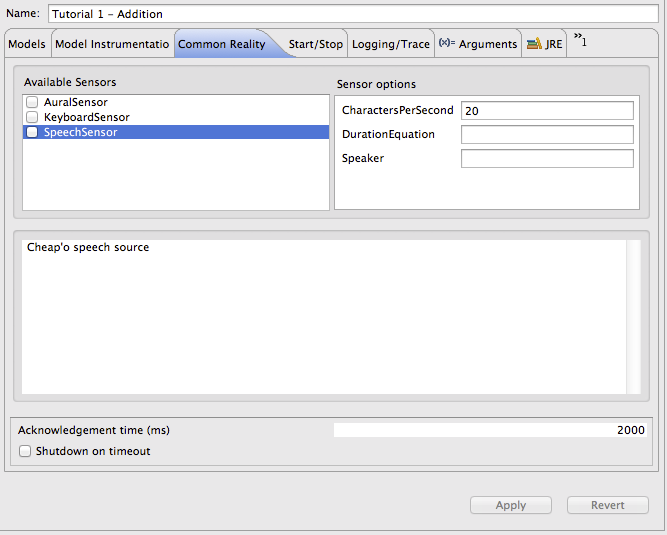 Name: Tutorial 1 – Addition
Models Model Instrumentatio Common Reality Start/Stop Logging/Trace (x)= Arguments JRE »1
Available Sensors Sensor options
AuralSensor
KeyboardSensor
SpeechSensor
CharactersPerSecond 20
DurationEquation
Speaker
Cheap'o speech source
Acknowledgement time (ms) 2000
Shutdown on timeout
Apply Revert